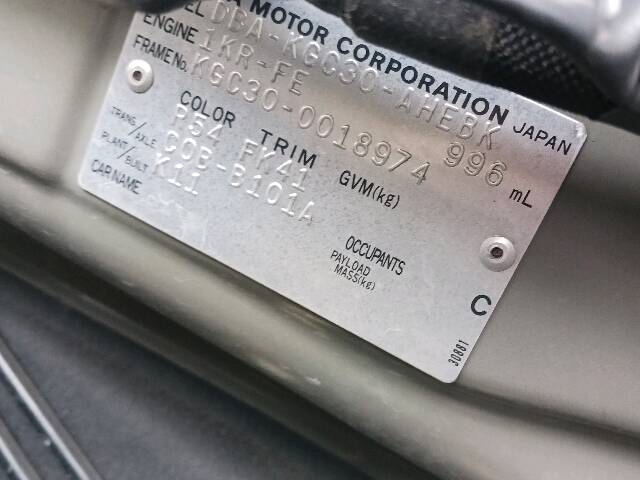 A MOTOR CORPORATION JAPAN
EL DBA-KGC30-AHEBK
ENGINE 1KR-FE 996 mL
FRAME No. KGC30-0018974
COLOR TRIM GVM(kg)
P54 FK41
TRANS/AXLE C0B-B101A
PLANT/BUILT K11
CAR NAME
OCCUPANTS
PAYLOAD
MASS(kg)
C
30881